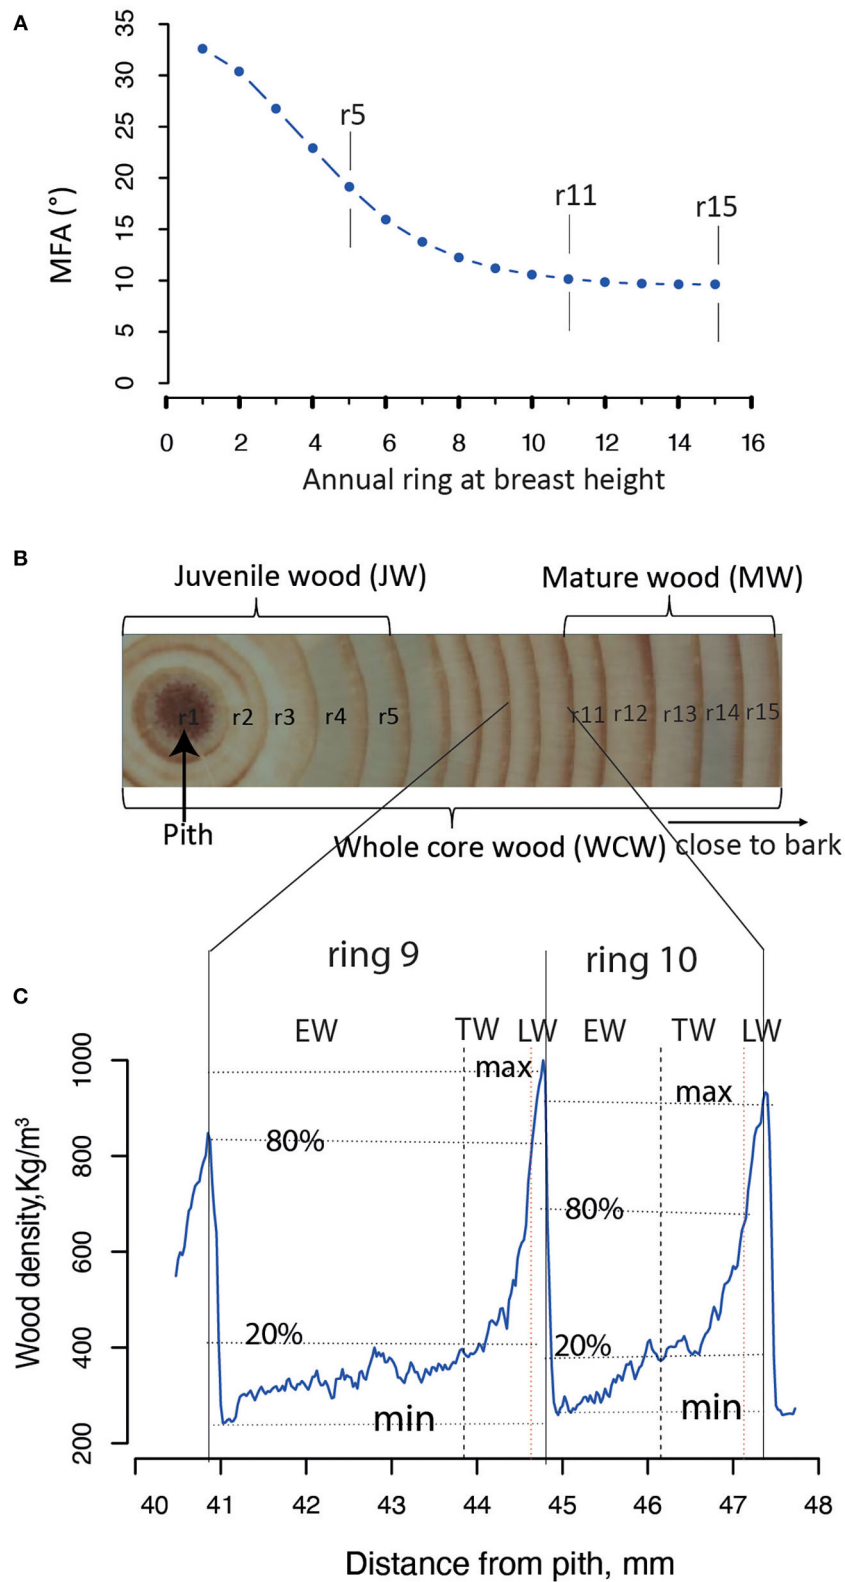 A
35
30
25
20
15
10
5
0
MFA (°)
r5
r11
r15
0 2 4 6 8 10 12 14 16
Annual ring at breast height
B
Juvenile wood (JW) Mature wood (MW)
r1 r2 r3 r4 r5 r11 r12 r13 r14 r15
Pith
Whole core wood (WCW) close to bark
C
ring 9 ring 10
EW TW LW EW TW LW
max
max
80%
80%
20%
20%
min
min
1000
800
600
400
200
Wood density,Kg/m³
40 41 42 43 44 45 46 47 48
Distance from pith, mm